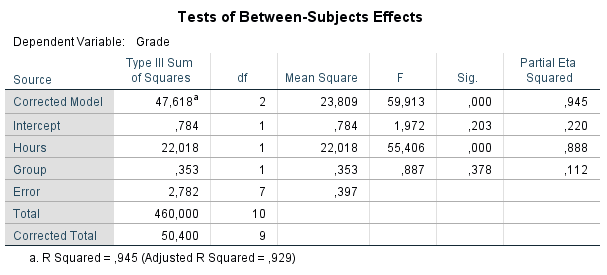 Tests of Between-Subjects Effects
Dependent Variable: Grade
Source Type III Sum of Squares df Mean Square F Sig. Partial Eta Squared
Corrected Model 47,618a 2 23,809 59,913 ,000 ,945
Intercept ,784 1 ,784 1,972 ,203 ,220
Hours 22,018 1 22,018 55,406 ,000 ,888
Group ,353 1 ,353 ,887 ,378 ,112
Error 2,782 7 ,397
Total 460,000 10
Corrected Total 50,400 9
a. R Squared = ,945 (Adjusted R Squared = ,929)